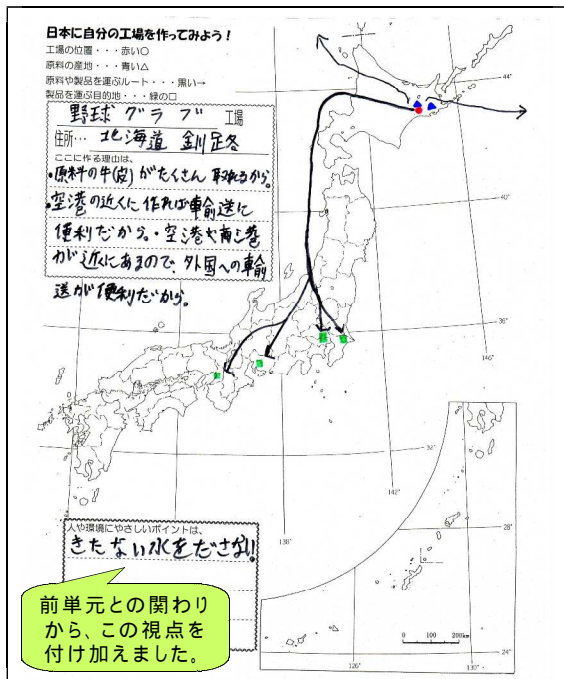 日本に自分の工場を作ってみよう！
工場の位置・・・赤い○
原料の産地・・・青い△
原料や製品を運ぶルート・・・黒い→
製品を運ぶ目的地・・・緑の□
野球グラブ 工場
住所… 北海道 釧路
ここに作る理由は、
・原料の牛(皮)がたくさん取れるから。
・空港の近くに作れば輸送に
便利だから。・空港や港
が近くにあるので、外国への輸
送が便利だから。
44°
40°
36°
146°
32°
142°
138°
28°
24°
126°
130°
0 100 200km
人や環境にやさしいポイントは、
きたない水をださない!
前単元との関わり
から、この視点を
付け加えました。